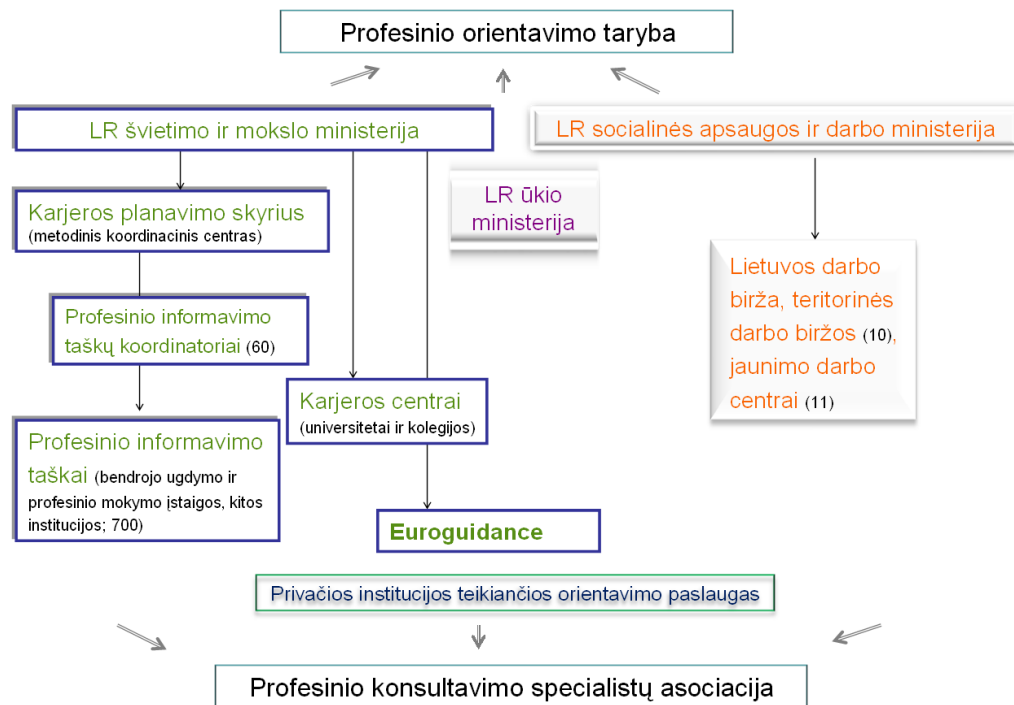 Profesinio orientavimo taryba
LR švietimo ir mokslo ministerija
LR socialinės apsaugos ir darbo ministerija
LR ūkio
ministerija
Karjeros planavimo skyrius
(metodinis koordinacinis centras)
Profesinio informavimo
taškų koordinatoriai (60)
Profesinio informavimo
taškai (bendrojo ugdymo ir
profesinio mokymo įstaigos, kitos
institucijos; 700)
Karjeros centrai
(universitetai ir kolegijos)
Euroguidance
Lietuvos darbo
birža, teritorinės
darbo biržos (10),
jaunimo darbo
centrai (11)
Privačios institucijos teikiančios orientavimo paslaugas
Profesinio konsultavimo specialistų asociacija